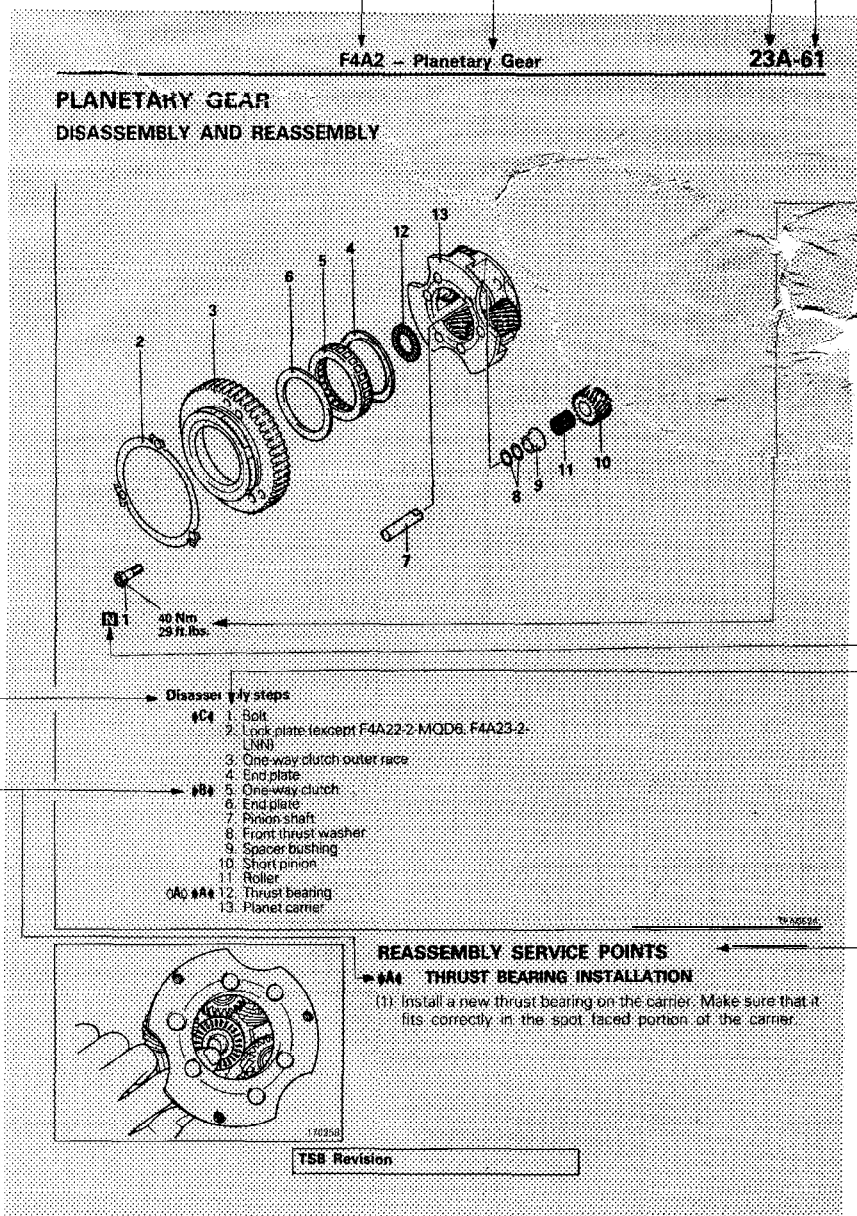 F4A2 – Planetary Gear
23A-61
PLANETARY GEAR
DISASSEMBLY AND REASSEMBLY
13
12
4
5
6
3
2
11
10
9
8
7
N 1
40 Nm
29 ft.lbs.
Disassembly steps
C 1. Bolt
2. Lock plate (except F4A22-2-MQD6, F4A23-2-
LNN)
3. One-way clutch outer race
4. End plate
B 5. One-way clutch
6. End plate
7. Pinion shaft
8. Front thrust washer
9. Spacer bushing
10. Short pinion
11. Roller
A A 12. Thrust bearing
13. Planet carrier
REASSEMBLY SERVICE POINTS
A THRUST BEARING INSTALLATION
(1) Install a new thrust bearing on the carrier. Make sure that it
fits correctly in the spot faced portion of the carrier.
170258
TSB Revision